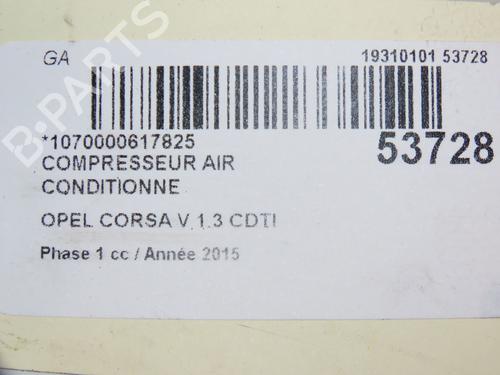 GA 19310101 53728
*1070000617825 53728
COMPRESSEUR AIR
CONDITIONNE
OPEL CORSA V 1.3 CDTI
Phase 1 cc / Année 2015
B-PARTS